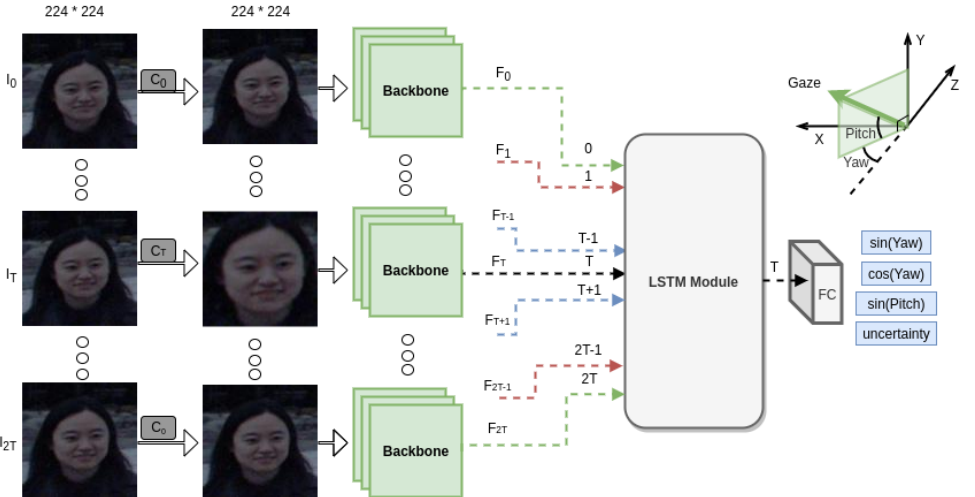 224 * 224
224 * 224
I0
C0
Backbone
F0
0
F1
1
Y
Z
Gaze
X
Pitch
Yaw
IT
CT
Backbone
FT-1
T-1
FT
T
FT+1
T+1
LSTM Module
T
FC
sin(Yaw)
cos(Yaw)
sin(Pitch)
uncertainty
I2T
C0
Backbone
F2T-1
2T-1
F2T
2T